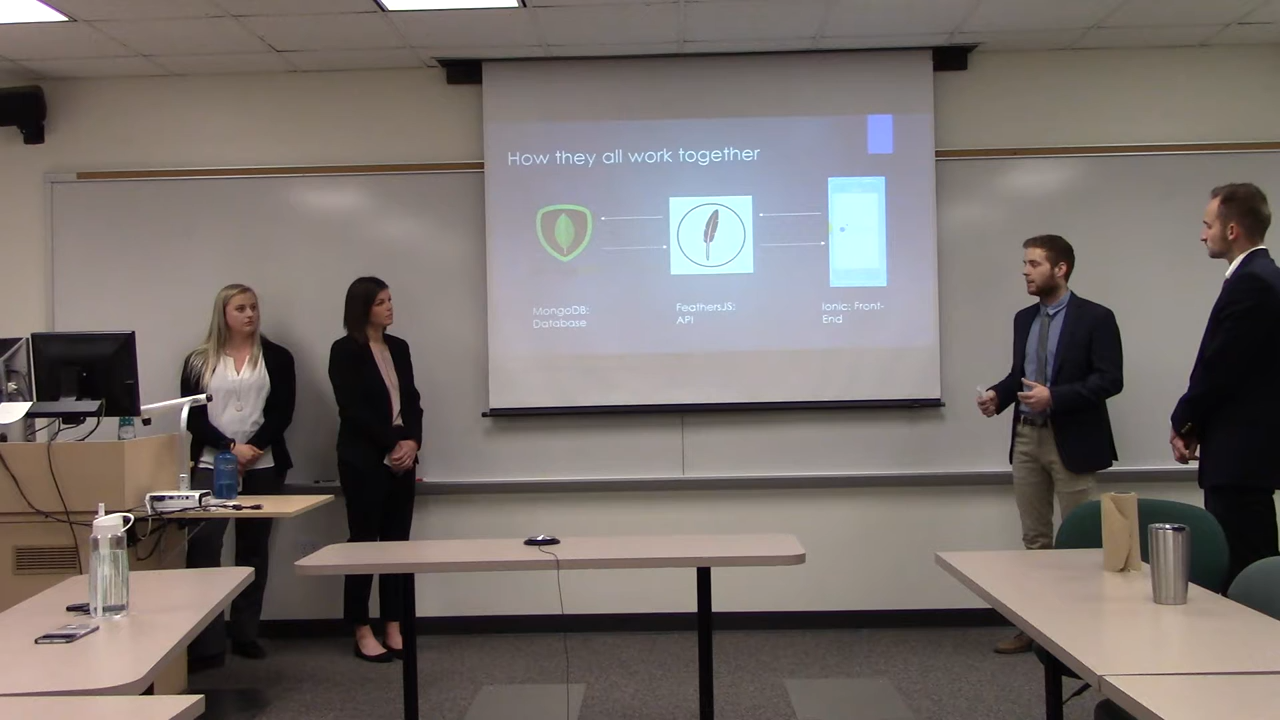 How they all work together
MongoDB:
Database
FeathersJS:
API
Ionic: Front-
End